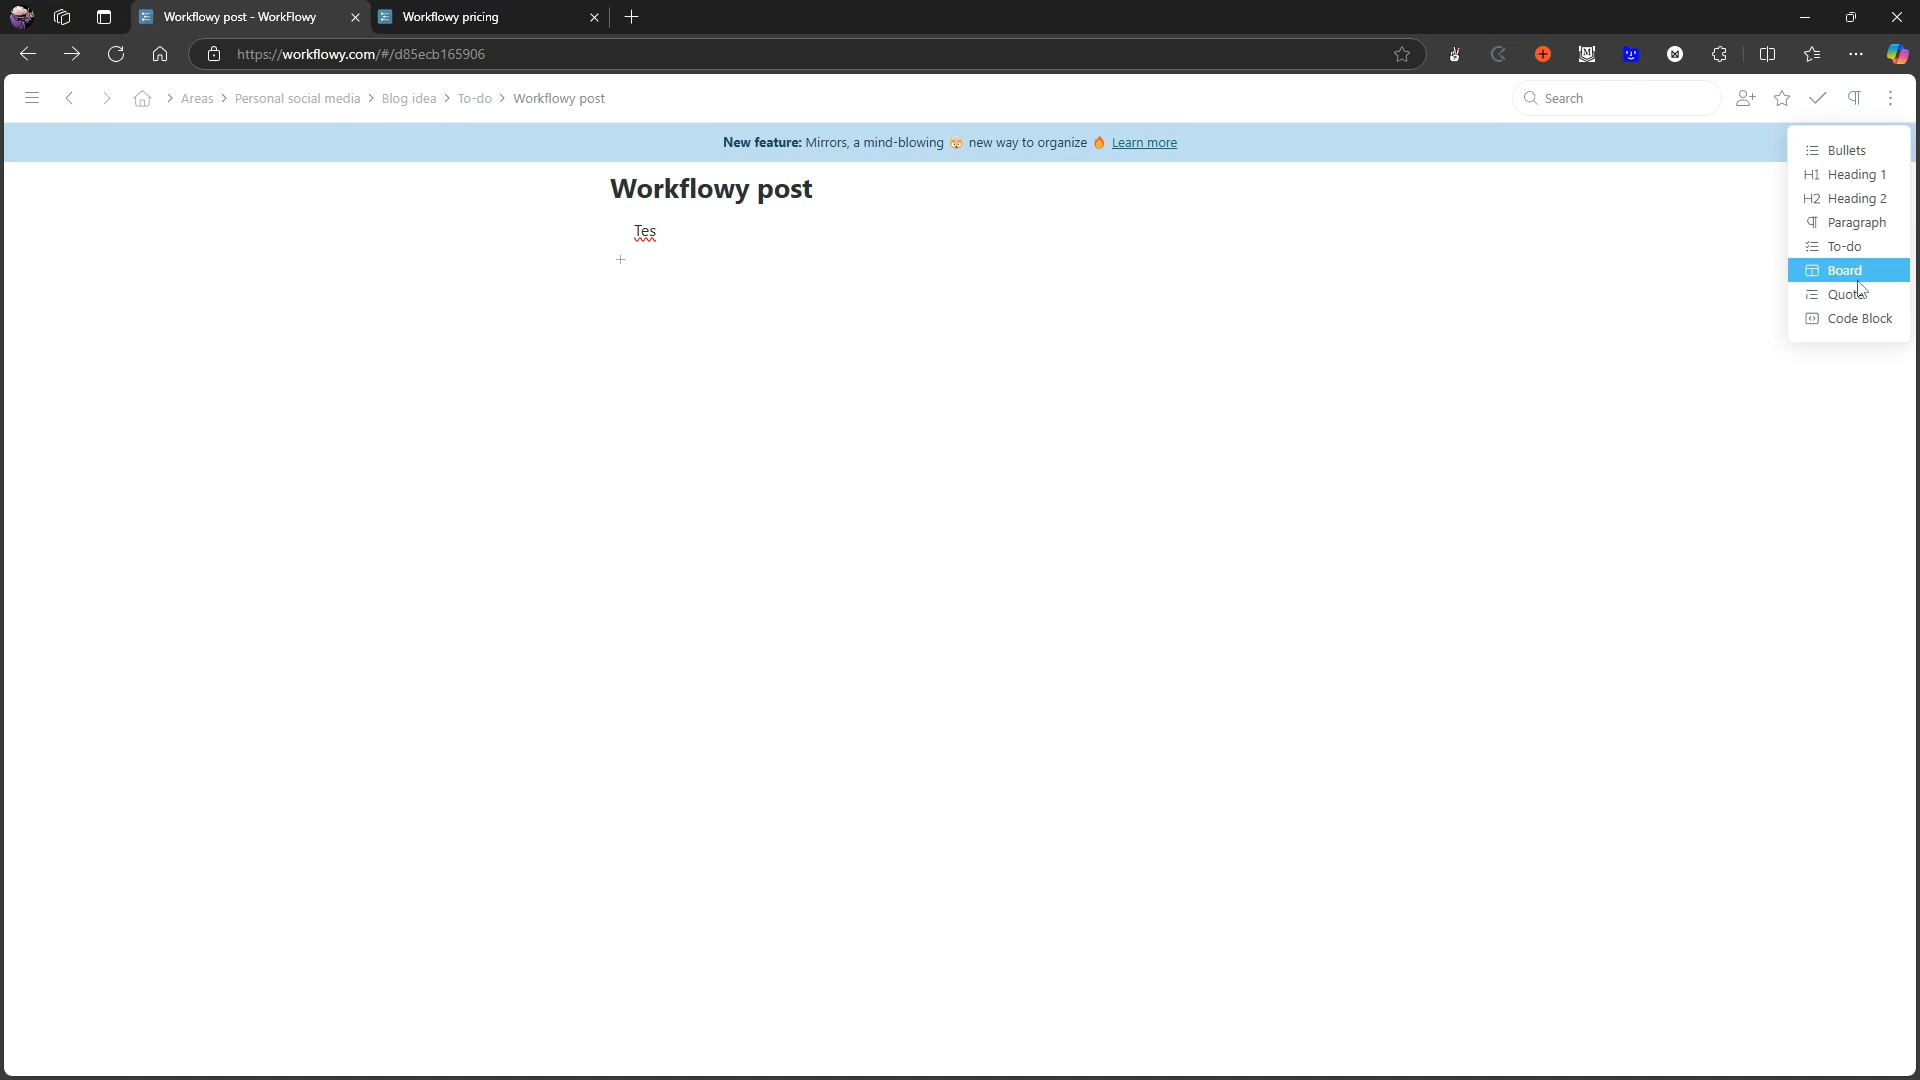 Workflowy post - WorkFlowy
Workflowy pricing
https://workflowy.com/#/d85ecb165906
Areas > Personal social media > Blog idea > To-do > Workflowy post
Search
New feature: Mirrors, a mind-blowing 🤯 new way to organize 🔥 Learn more
Bullets
H1 Heading 1
H2 Heading 2
¶ Paragraph
To-do
Board
Quote
Code Block
Workflowy post
Tes